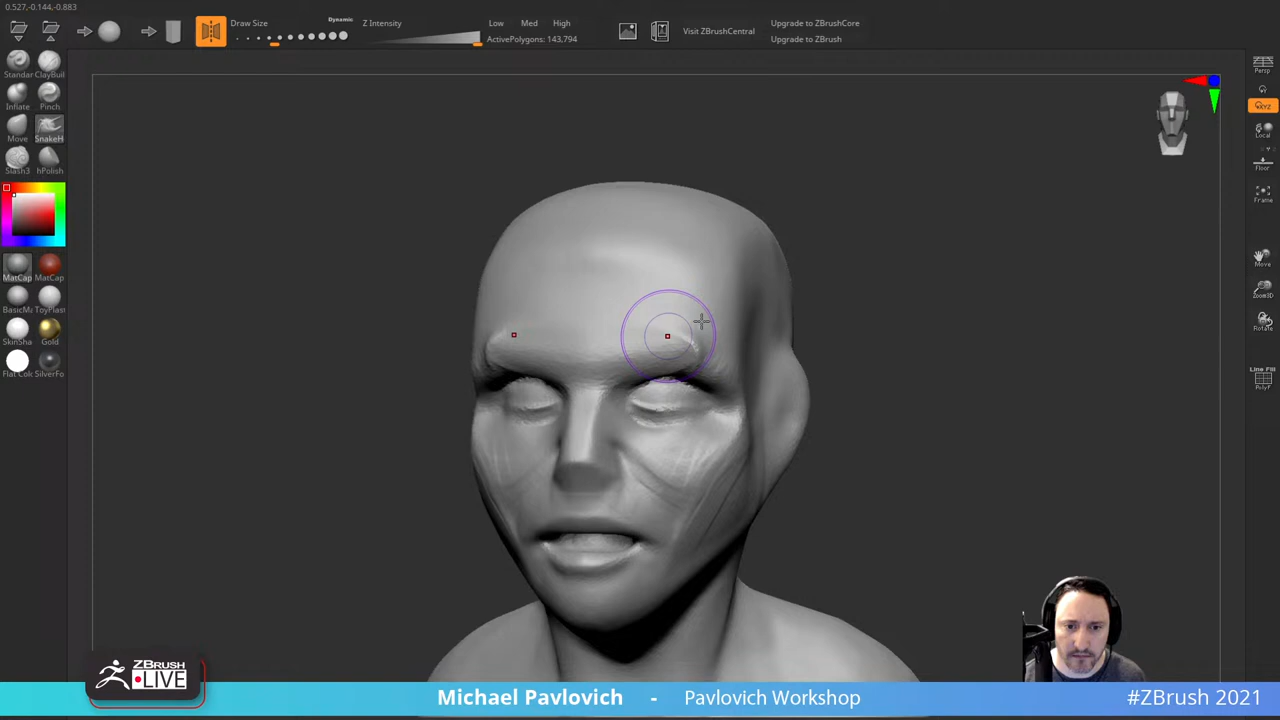 0.527,-0.144,-0.883
Draw Size
Dynamic
Z Intensity
Low Med High
ActivePolygons: 143,794
Visit ZBrushCentral
Upgrade to ZBrushCore
Upgrade to ZBrush
Standar ClayBuil
Inflate Pinch
Move SnakeH
Slash3 hPolish
MatCap MatCap
BasicMa ToyPlast
SkinSha Gold
Flat Colo SilverFo
Persp
XYZ
Local
Floor
Frame
Move
Zoom3D
Rotate
Line Fill
PolyF
ZBRUSH
LIVE
Michael Pavlovich - Pavlovich Workshop #ZBrush 2021